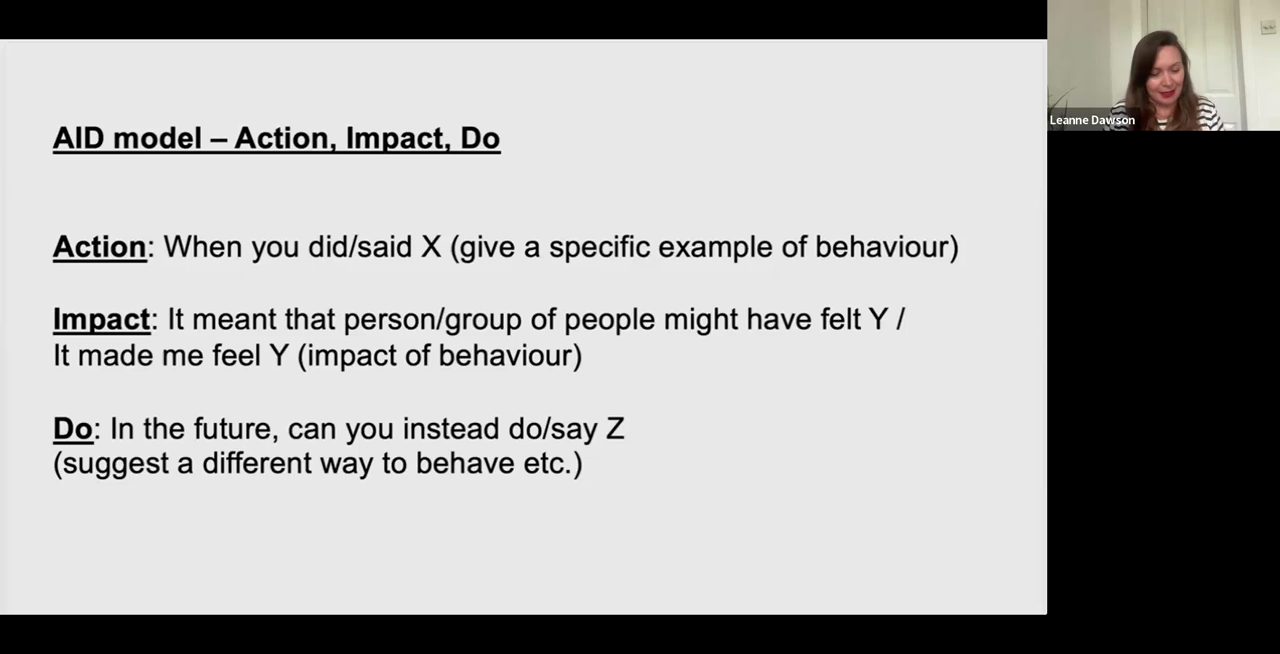 AID model – Action, Impact, Do
Action: When you did/said X (give a specific example of behaviour)
Impact: It meant that person/group of people might have felt Y /
It made me feel Y (impact of behaviour)
Do: In the future, can you instead do/say Z
(suggest a different way to behave etc.)
Leanne Dawson